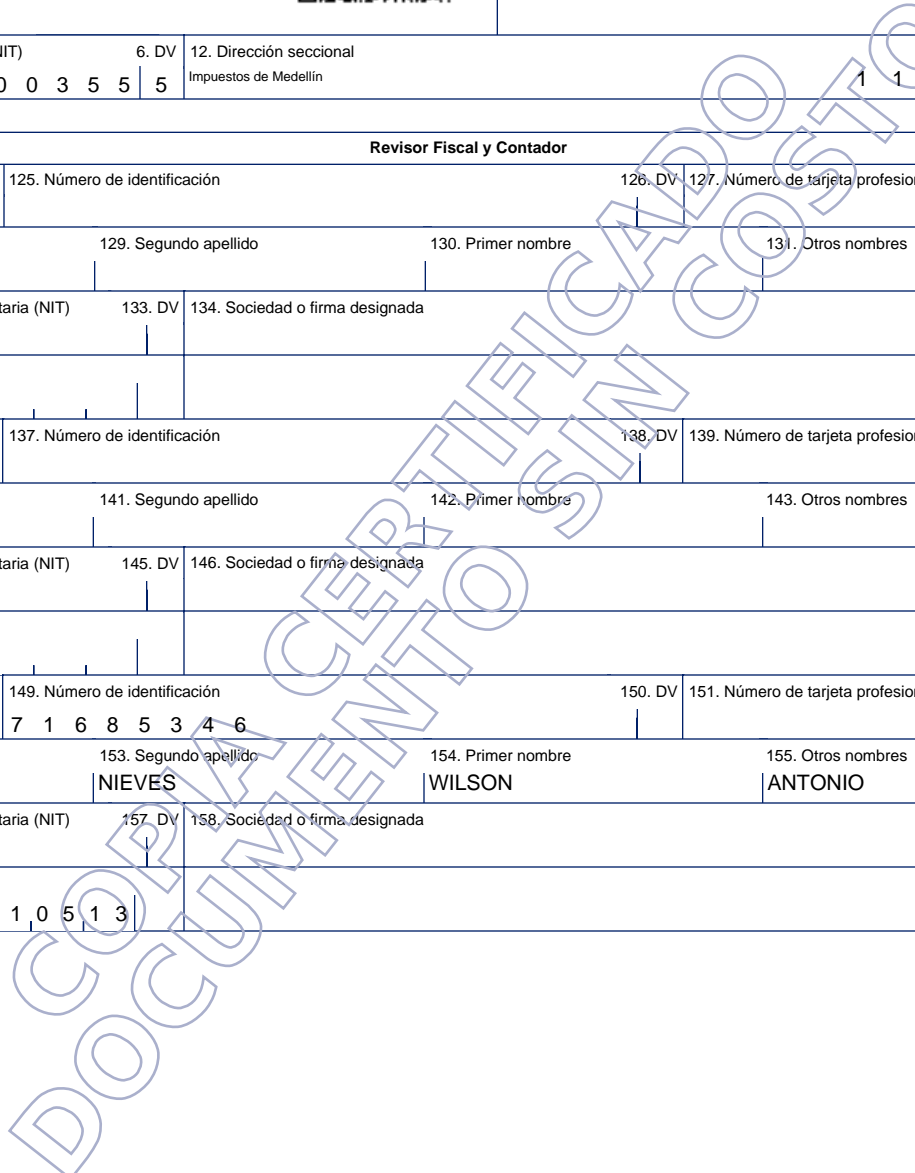 NIT) 6. DV 12. Dirección seccional
0 0 3 5 5 5 Impuestos de Medellín 1 1
Revisor Fiscal y Contador
125. Número de identificación 126. DV 127. Número de tarjeta profesion
129. Segundo apellido 130. Primer nombre 131. Otros nombres
taria (NIT) 133. DV 134. Sociedad o firma designada
137. Número de identificación 138. DV 139. Número de tarjeta profesion
141. Segundo apellido 142. Primer nombre 143. Otros nombres
taria (NIT) 145. DV 146. Sociedad o firma designada
149. Número de identificación 150. DV 151. Número de tarjeta profesion
7 1 6 8 5 3 4 6
153. Segundo apellido 154. Primer nombre 155. Otros nombres
NIEVES WILSON ANTONIO
taria (NIT) 157. DV 158. Sociedad o firma designada
1 0 5 1 3
COPIA CERTIFICADO
DOCUMENTO SIN COSTO